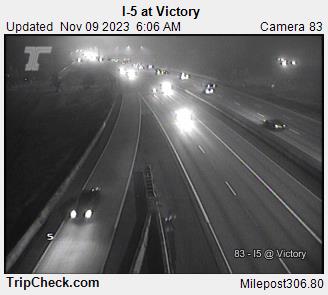 I-5 at Victory
Updated Nov 09 2023 6:06 AM Camera 83
T
S
83 - I5 @ Victory
TripCheck.com Milepost306.80